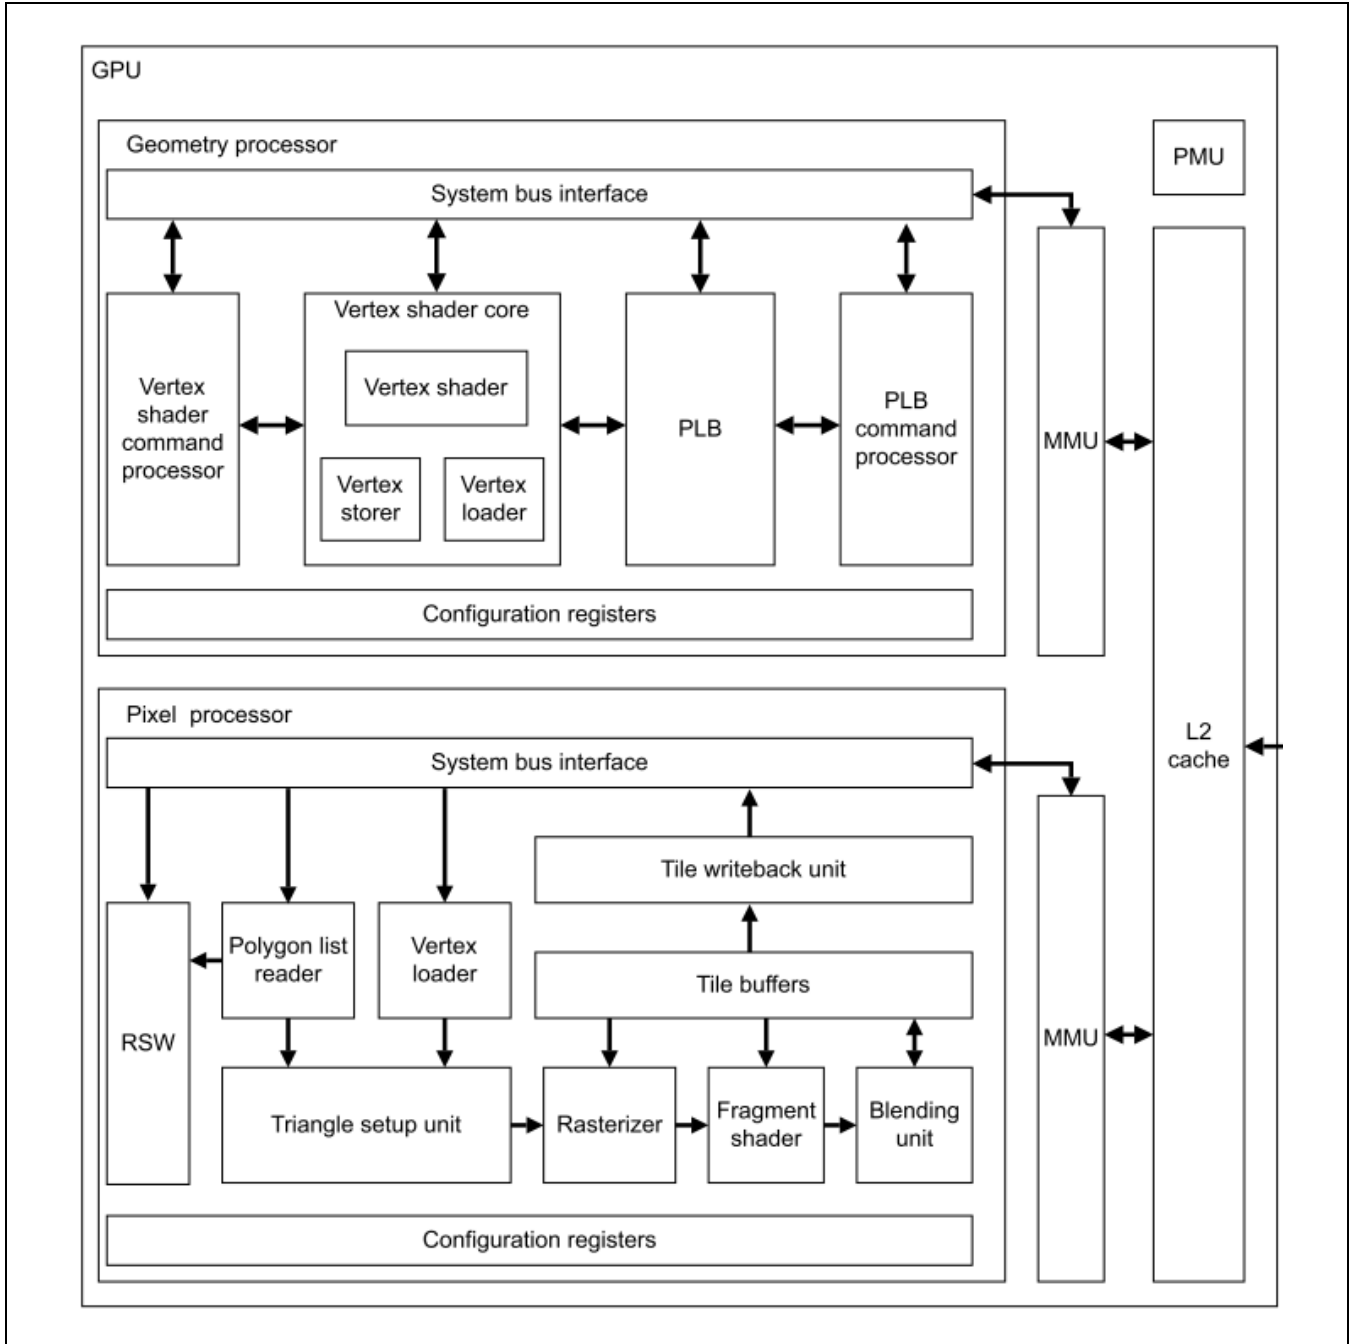 GPU
Geometry processor
System bus interface
PMU
Vertex
shader
command
processor
Vertex shader core
Vertex shader
Vertex
storer
Vertex
loader
PLB
PLB
command
processor
MMU
Configuration registers
Pixel processor
System bus interface
L2
cache
Tile writeback unit
Polygon list
reader
Vertex
loader
Tile buffers
RSW
MMU
Triangle setup unit
Rasterizer
Fragment
shader
Blending
unit
Configuration registers